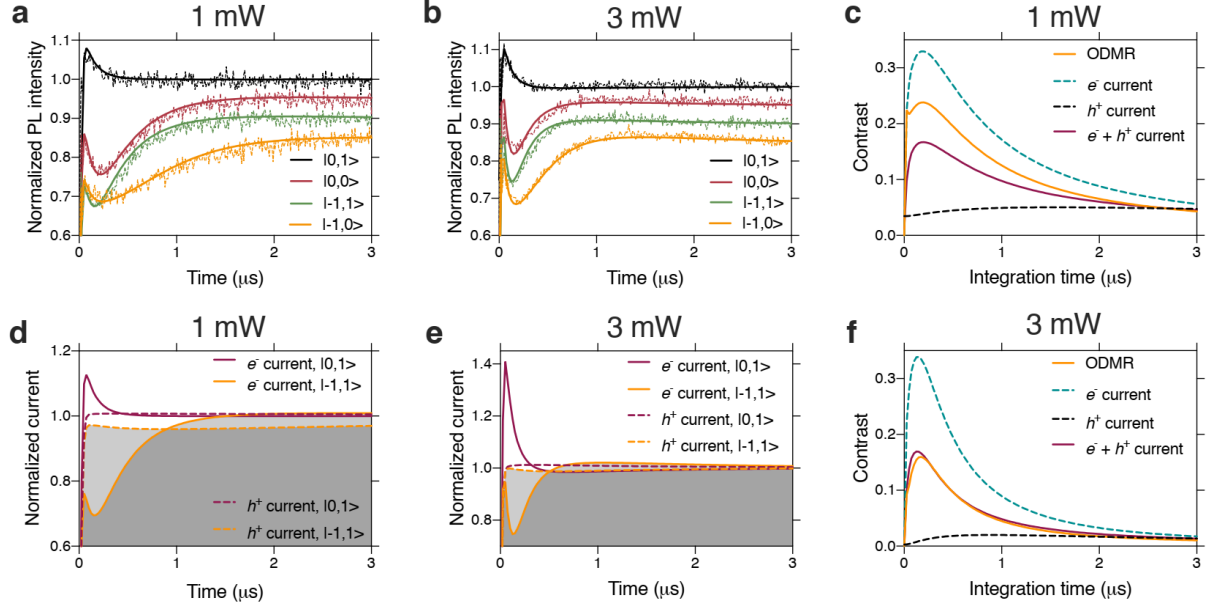 a
1 mW
Normalized PL intensity
1.1
1.0
0.9
0.8
0.7
0.6
|0,1>
|0,0>
|-1,1>
|-1,0>
0
1
2
3
Time (μs)
b
3 mW
Normalized PL intensity
1.1
1.0
0.9
0.8
0.7
0.6
|0,1>
|0,0>
|-1,1>
|-1,0>
0
1
2
3
Time (μs)
c
1 mW
Contrast
0.3
0.2
0.1
0.0
ODMR
e⁻ current
h⁺ current
e⁻ + h⁺ current
0
1
2
3
Integration time (μs)
d
1 mW
Normalized current
1.2
1.0
0.8
0.6
e⁻ current, |0,1>
e⁻ current, |-1,1>
h⁺ current, |0,1>
h⁺ current, |-1,1>
0
1
2
3
Time (μs)
e
3 mW
Normalized current
1.4
1.2
1.0
0.8
e⁻ current, |0,1>
e⁻ current, |-1,1>
h⁺ current, |0,1>
h⁺ current, |-1,1>
0
1
2
3
Time (μs)
f
3 mW
Contrast
0.3
0.2
0.1
0.0
ODMR
e⁻ current
h⁺ current
e⁻ + h⁺ current
0
1
2
3
Integration time (μs)